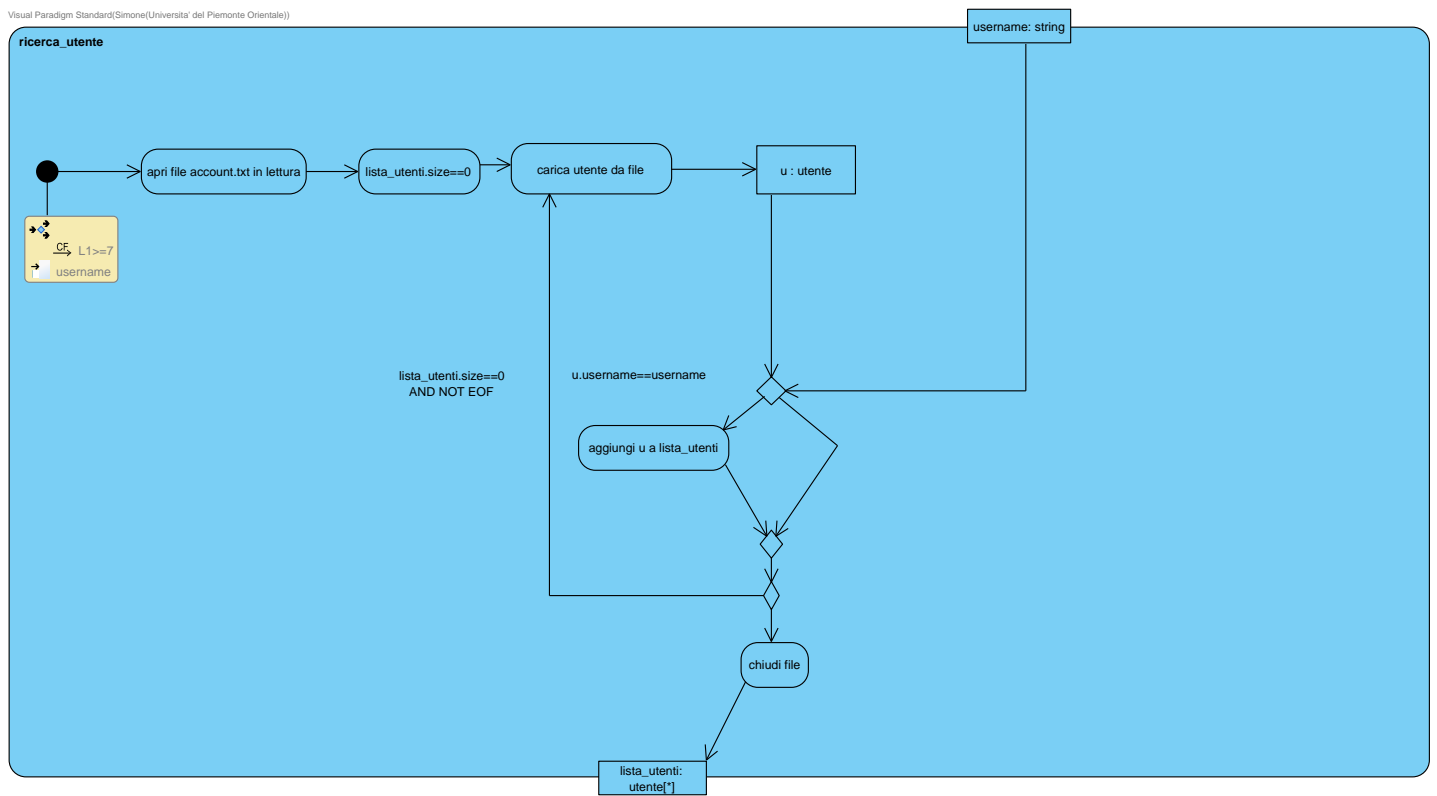 Visual Paradigm Standard(Simone(Universita' del Piemonte Orientale))
username: string
ricerca_utente
apri file account.txt in lettura
lista_utenti.size==0
carica utente da file
u : utente
CF
L1>=7
username
lista_utenti.size==0
AND NOT EOF
u.username==username
aggiungi u a lista_utenti
chiudi file
lista_utenti:
utente[*]